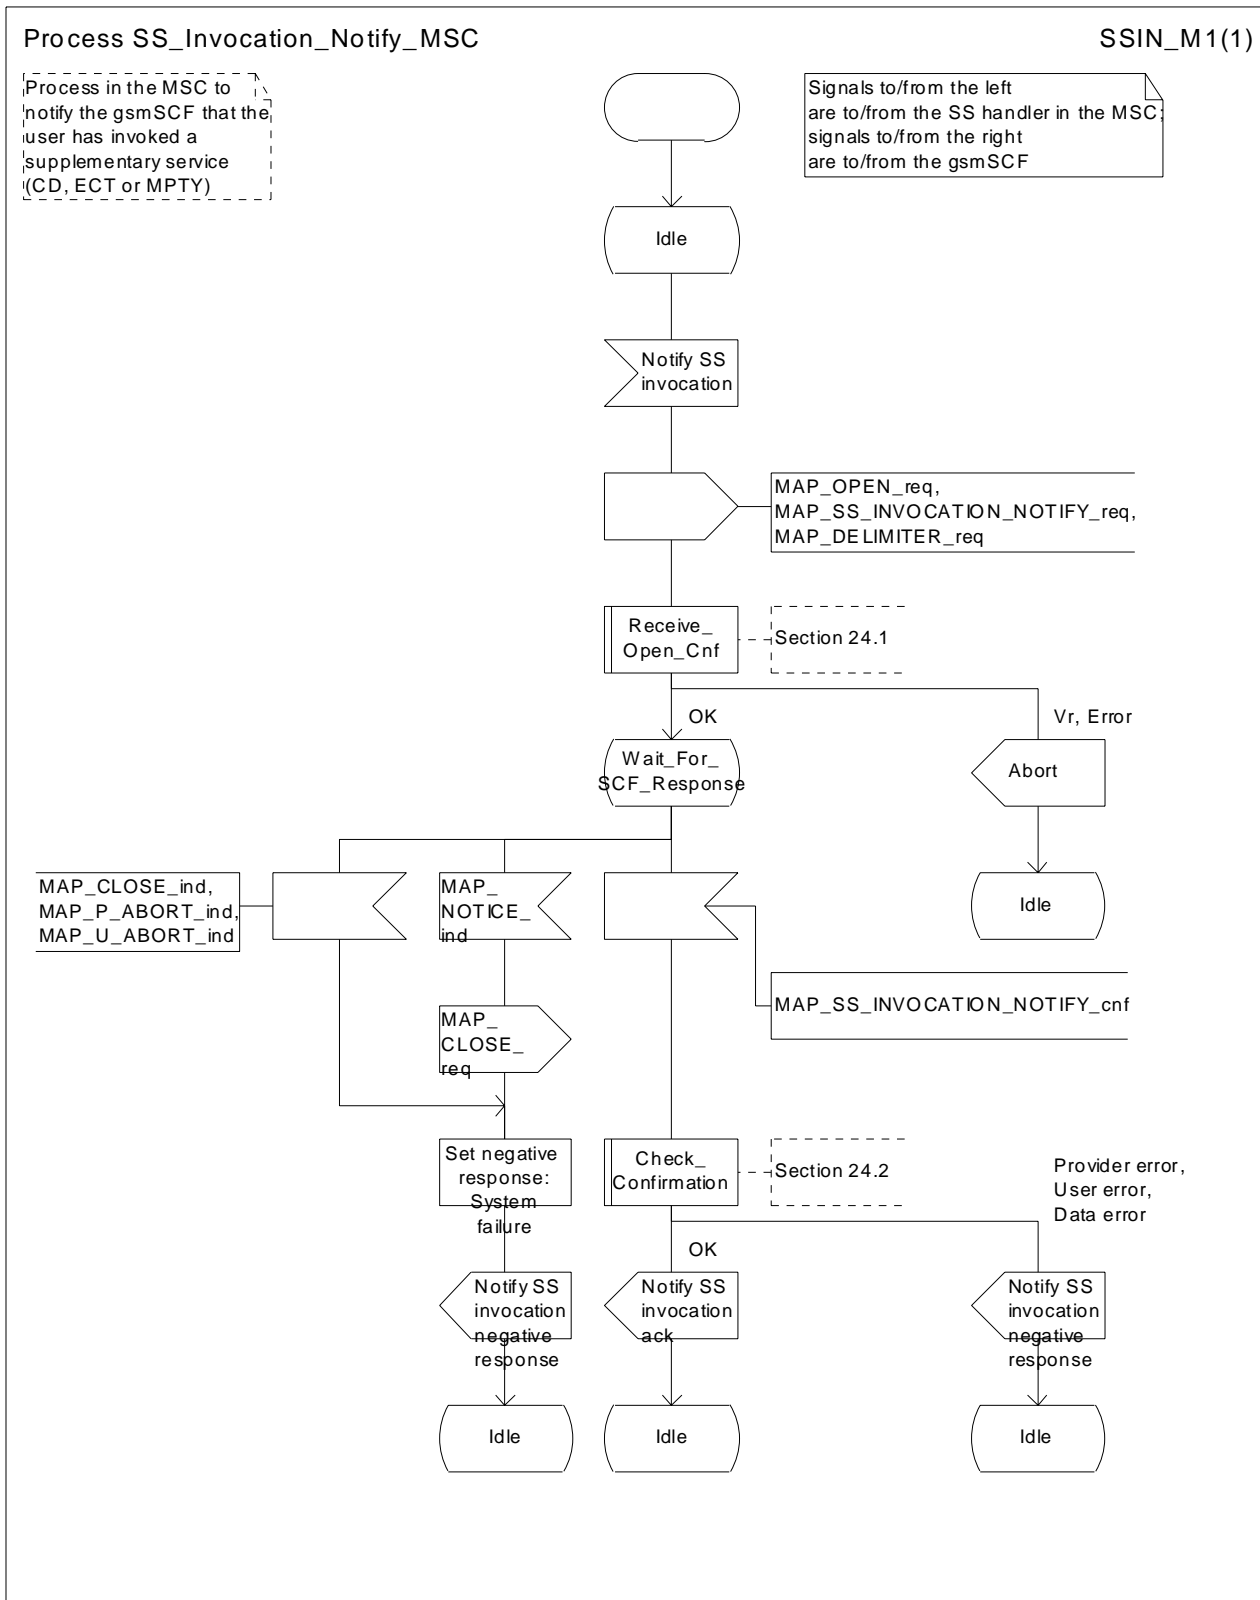 Process SS_Invocation_Notify_MSC
SSIN_M1(1)
Process in the MSC to
notify the gsmSCF that the
user has invoked a
supplementary service
(CD, ECT or MPTY)
Signals to/from the left
are to/from the SS handler in the MSC;
signals to/from the right
are to/from the gsmSCF
Idle
Notify SS
invocation
MAP_OPEN_req,
MAP_SS_INVOCATION_NOTIFY_req,
MAP_DELIMITER_req
Receive_
Open_Cnf
Section 24.1
OK
Vr, Error
Wait_For_
SCF_Response
Abort
MAP_CLOSE_ind,
MAP_P_ABORT_ind,
MAP_U_ABORT_ind
MAP_
NOTICE_
ind
Idle
MAP_SS_INVOCATION_NOTIFY_cnf
MAP_
CLOSE_
req
Set negative
response:
System
failure
Check_
Confirmation
Section 24.2
Provider error,
User error,
Data error
OK
Notify SS
invocation
negative
response
Notify SS
invocation
ack
Notify SS
invocation
negative
response
Idle
Idle
Idle